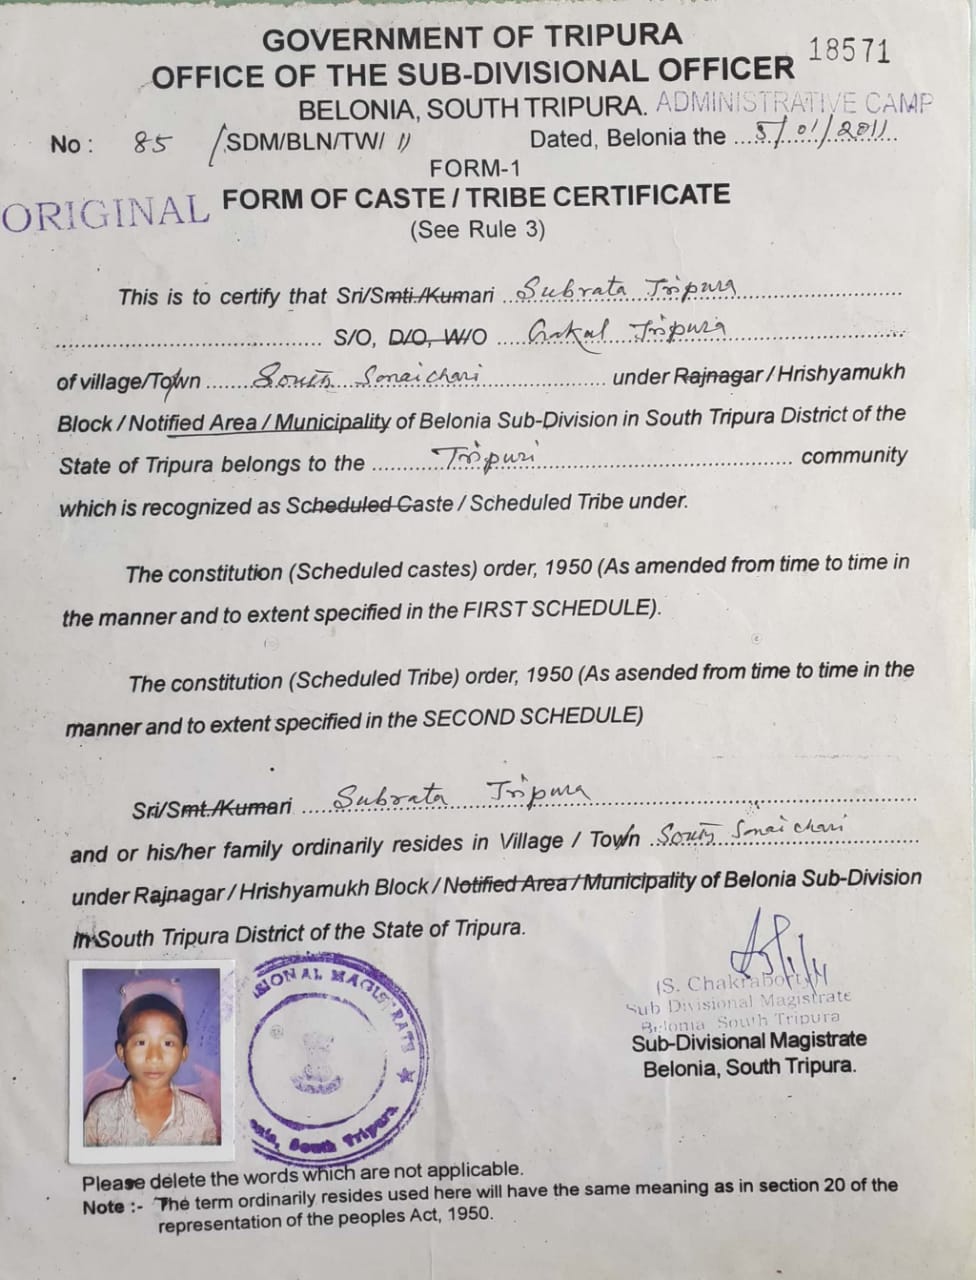 GOVERNMENT OF TRIPURA
18571
OFFICE OF THE SUB-DIVISIONAL OFFICER
BELONIA, SOUTH TRIPURA. ADMINISTRATIVE CAMP
No : 85 /SDM/BLN/TW/ 11 Dated, Belonia the 5/01/2011
FORM-1
ORIGINAL FORM OF CASTE / TRIBE CERTIFICATE
(See Rule 3)
This is to certify that Sri/Smti./Kumari Subrata Tripura
S/O, D/O, W/O Gakal Tripura
of village/Town South Sonaichari under Rajnagar / Hrishyamukh
Block / Notified Area / Municipality of Belonia Sub-Division in South Tripura District of the
State of Tripura belongs to the Tripuri community
which is recognized as Scheduled Caste / Scheduled Tribe under.
The constitution (Scheduled castes) order, 1950 (As amended from time to time in
the manner and to extent specified in the FIRST SCHEDULE).
The constitution (Scheduled Tribe) order, 1950 (As asended from time to time in the
manner and to extent specified in the SECOND SCHEDULE)
Sri/Smt./Kumari Subrata Tripura
and or his/her family ordinarily resides in Village / Town South Sonaichari
under Rajnagar / Hrishyamukh Block / Notified Area / Municipality of Belonia Sub-Division
in South Tripura District of the State of Tripura.
SIONAL MAGISTRATE
South Tripura
(S. Chakraborty)
Sub Divisional Magistrate
Belonia South Tripura
Sub-Divisional Magistrate
Belonia, South Tripura.
Please delete the words which are not applicable.
Note :- The term ordinarily resides used here will have the same meaning as in section 20 of the
representation of the peoples Act, 1950.